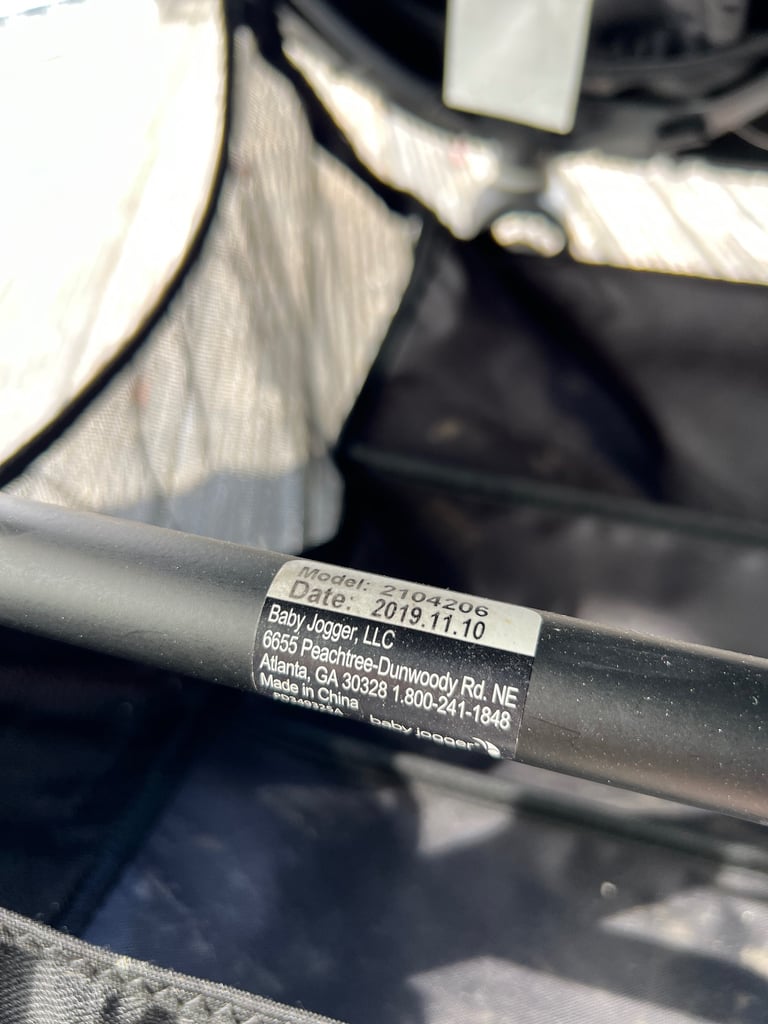 Model: 2104206
Date: 2019.11.10
Baby Jogger, LLC
6655 Peachtree-Dunwoody Rd. NE
Atlanta, GA 30328 1.800-241-1848
Made in China
PD349325A baby jogger